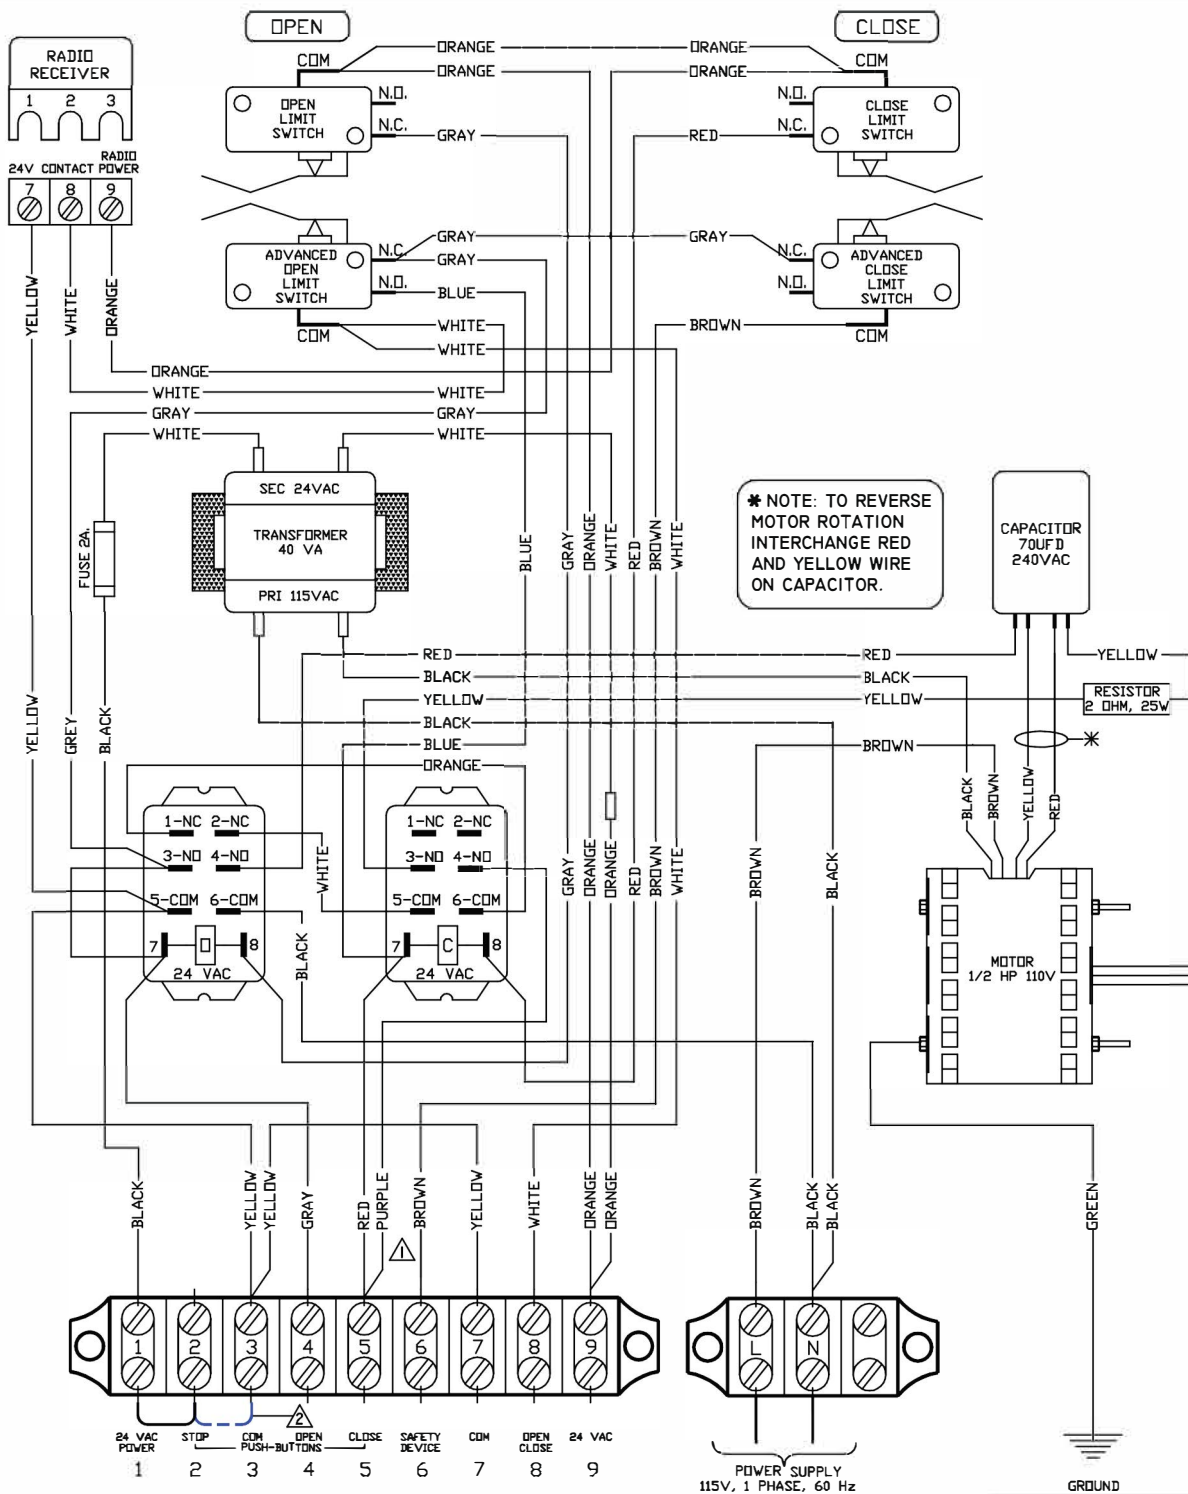 OPEN
CLOSE
RADIO
RECEIVER
1 2 3
24V CONTACT RADIO POWER
7 8 9
COM
ORANGE
ORANGE
COM
ORANGE
ORANGE
OPEN
LIMIT
SWITCH
N.O.
N.C.
GRAY
RED
N.O.
N.C.
CLOSE
LIMIT
SWITCH
ADVANCED
OPEN
LIMIT
SWITCH
N.C.
N.O.
COM
GRAY
GRAY
BLUE
WHITE
WHITE
GRAY
BROWN
N.C.
N.O.
COM
ADVANCED
CLOSE
LIMIT
SWITCH
YELLOW
WHITE
ORANGE
ORANGE
WHITE
WHITE
GRAY
GRAY
WHITE
WHITE
SEC 24VAC
TRANSFORMER
40 VA
PRI 115VAC
FUSE 2A.
BLUE
GRAY
ORANGE
WHITE
RED
BROWN
WHITE
* NOTE: TO REVERSE
MOTOR ROTATION
INTERCHANGE RED
AND YELLOW WIRE
ON CAPACITOR.
CAPACITOR
70UFD
240VAC
RED
RED
YELLOW
BLACK
BLACK
YELLOW
YELLOW
RESISTOR
2 OHM, 25W
BLACK
BLUE
BROWN
*
ORANGE
YELLOW
GREY
BLACK
BLACK
BROWN
YELLOW
RED
1-NC 2-NC
3-NO 4-NO
5-COM 6-COM
7 O 8
24 VAC
WHITE
BLACK
1-NC 2-NC
3-NO 4-NO
5-COM 6-COM
7 C 8
24 VAC
GRAY
ORANGE
ORANGE
RED
BROWN
WHITE
BROWN
BLACK
MOTOR
1/2 HP 110V
BLACK
YELLOW
YELLOW
GRAY
RED
PURPLE
BROWN
YELLOW
WHITE
ORANGE
ORANGE
BROWN
BLACK
BLACK
GREEN
1
1 2 3 4 5 6 7 8 9
L N
2
24 VAC
POWER
STOP
COM
OPEN
PUSH-BUTTONS
CLOSE
SAFETY
DEVICE
COM
OPEN
CLOSE
24 VAC
1 2 3 4 5 6 7 8 9
POWER SUPPLY
115V, 1 PHASE, 60 Hz
GROUND